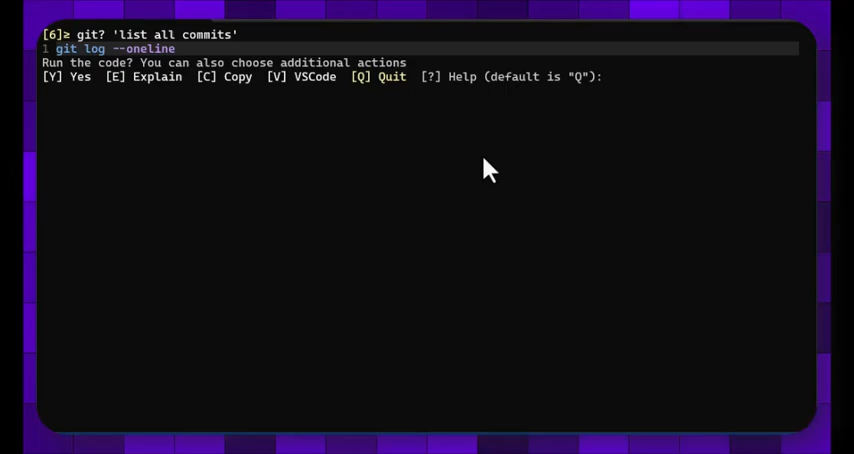 [6]≥ git? 'list all commits'
1 git log --oneline
Run the code? You can also choose additional actions
[Y] Yes  [E] Explain  [C] Copy  [V] VSCode  [Q] Quit  [?] Help (default is "Q"):